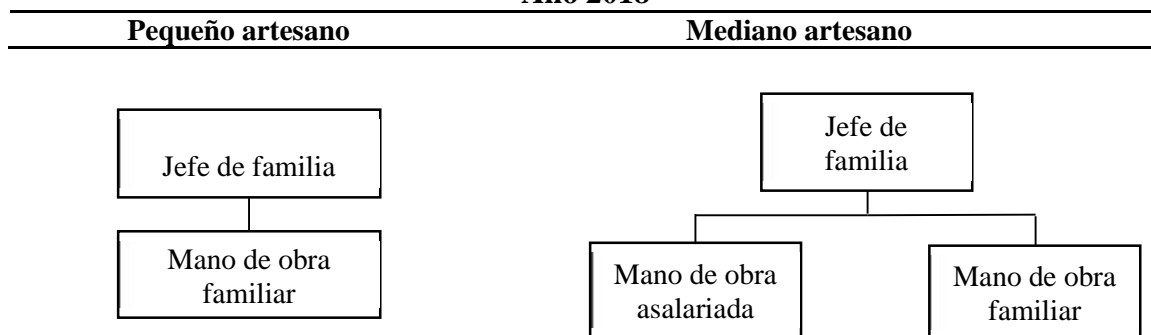 Pequeño artesano
Mediano artesano
Jefe de familia
Mano de obra
familiar
Jefe de
familia
Mano de obra
asalariada
Mano de obra
familiar